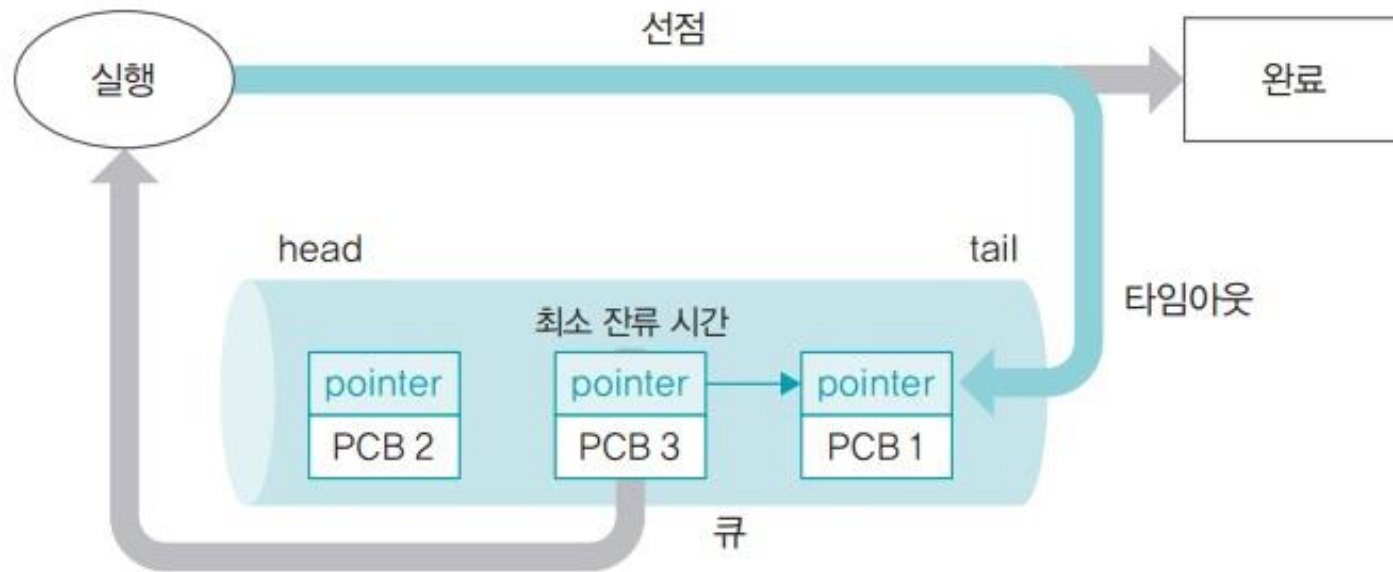 선점
실행
완료
head
tail
타임아웃
최소 잔류 시간
pointer
pointer
pointer
PCB 2
PCB 3
PCB 1
큐